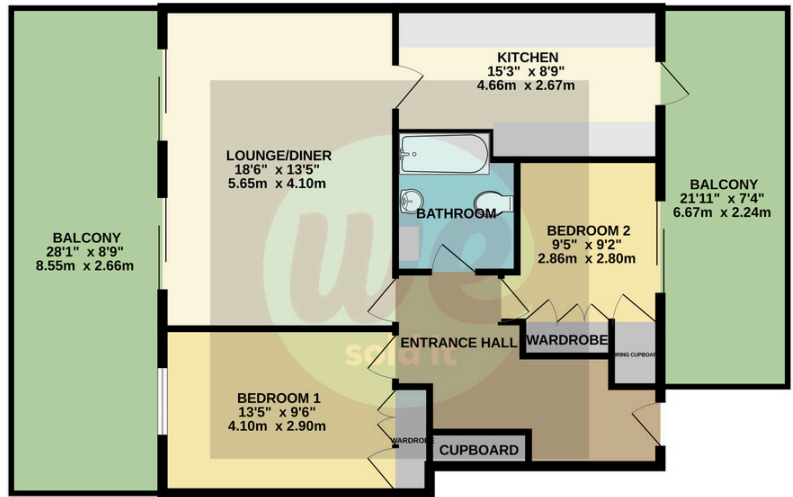 KITCHEN
15'3" x 8'9"
4.66m x 2.67m
LOUNGE/DINER
18'6" x 13'5"
5.65m x 4.10m
BALCONY
21'11" x 7'4"
6.67m x 2.24m
BATHROOM
BEDROOM 2
9'5" x 9'2"
2.86m x 2.80m
BALCONY
28'1" x 8'9"
8.55m x 2.66m
we
sold it
ENTRANCE HALL
WARDROBE
CUPBOARD
BEDROOM 1
13'5" x 9'6"
4.10m x 2.90m
WARDROBE
CUPBOARD